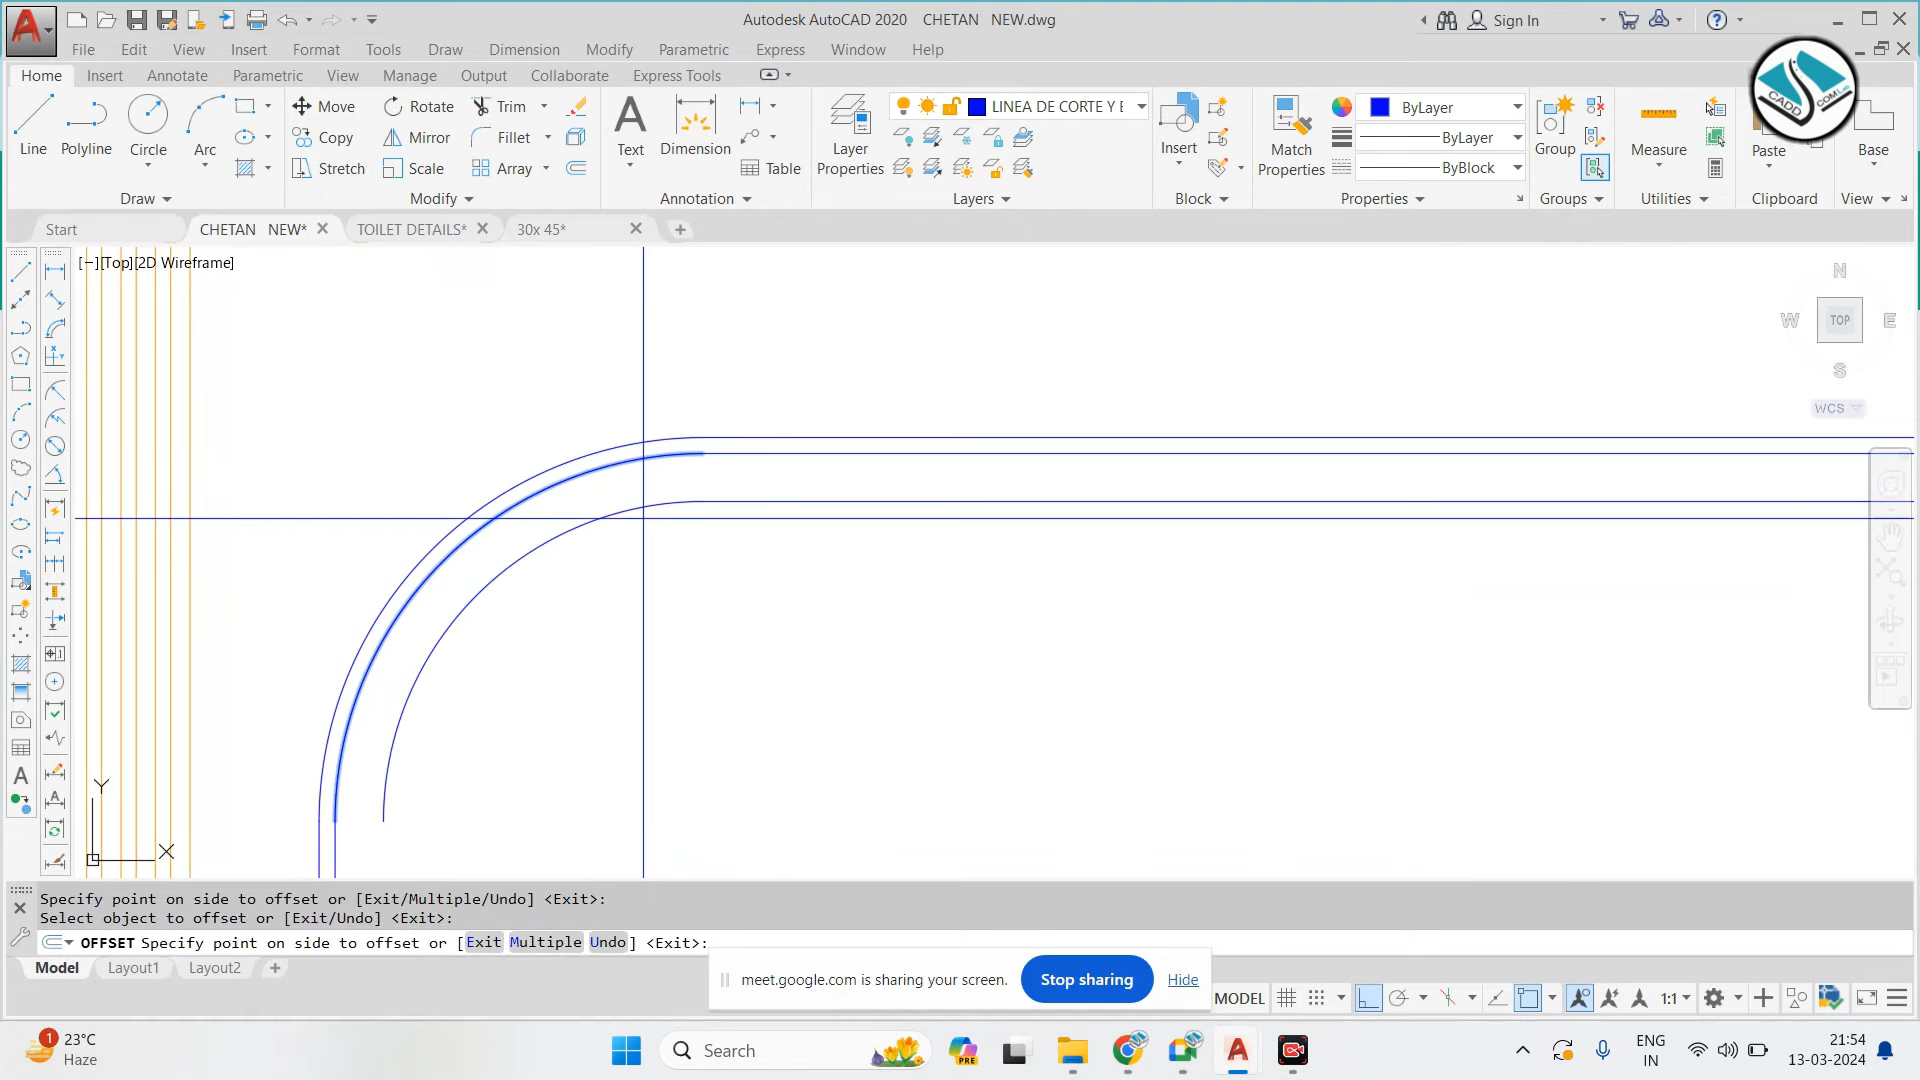 Autodesk AutoCAD 2020 CHETAN NEW.dwg
Sign In
File Edit View Insert Format Tools Draw Dimension Modify Parametric Express Window Help
Home Insert Annotate Parametric View Manage Output Collaborate Express Tools
Move Rotate Trim
LINEA DE CORTE Y E
ByLayer
Copy Mirror Fillet
ByLayer
Line Polyline Circle Arc
Text Dimension
Layer Properties
Insert
Match Properties
Group
Measure
Paste
Base
Stretch Scale Array
Table
ByBlock
Draw Modify Annotation Layers Block Properties Groups Utilities Clipboard View
CADD
COM
Start CHETAN NEW* TOILET DETAILS* 30x 45*
[−][Top][2D Wireframe]
N
W TOP E
S
WCS
Y
X
Specify point on side to offset or [Exit/Multiple/Undo] <Exit>:
Select object to offset or [Exit/Undo] <Exit>:
OFFSET Specify point on side to offset or [Exit Multiple Undo] <Exit>:
Model Layout1 Layout2
meet.google.com is sharing your screen. Stop sharing Hide
MODEL
1:1
1
23°C
Haze
Search
PRE
ENG
IN
21:54
13-03-2024